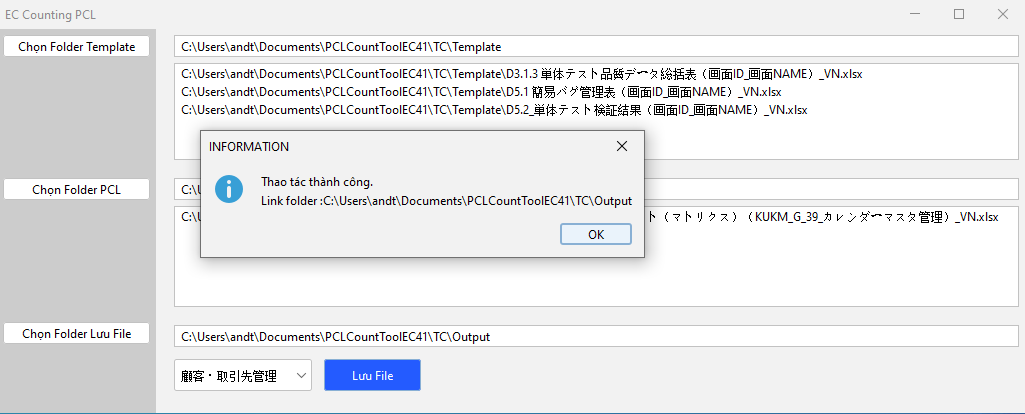 EC Counting PCL
Chọn Folder Template
C:\Users\andt\Documents\PCLCountToolEC41\TC\Template
C:\Users\andt\Documents\PCLCountToolEC41\TC\Template\D3.1.3 単体テスト品質データ総括表（画面ID_画面NAME）_VN.xlsx
C:\Users\andt\Documents\PCLCountToolEC41\TC\Template\D5.1 簡易バグ管理表（画面ID_画面NAME）_VN.xlsx
C:\Users\andt\Documents\PCLCountToolEC41\TC\Template\D5.2_単体テスト検証結果（画面ID_画面NAME）_VN.xlsx
INFORMATION
Thao tác thành công.
Link folder :C:\Users\andt\Documents\PCLCountToolEC41\TC\Output
OK
Chọn Folder PCL
C:\U
C:\U ト（マトリクス）（KUKM_G_39_カレンダーマスタ管理）_VN.xlsx
Chọn Folder Lưu File
C:\Users\andt\Documents\PCLCountToolEC41\TC\Output
顧客・取引先管理
Lưu File